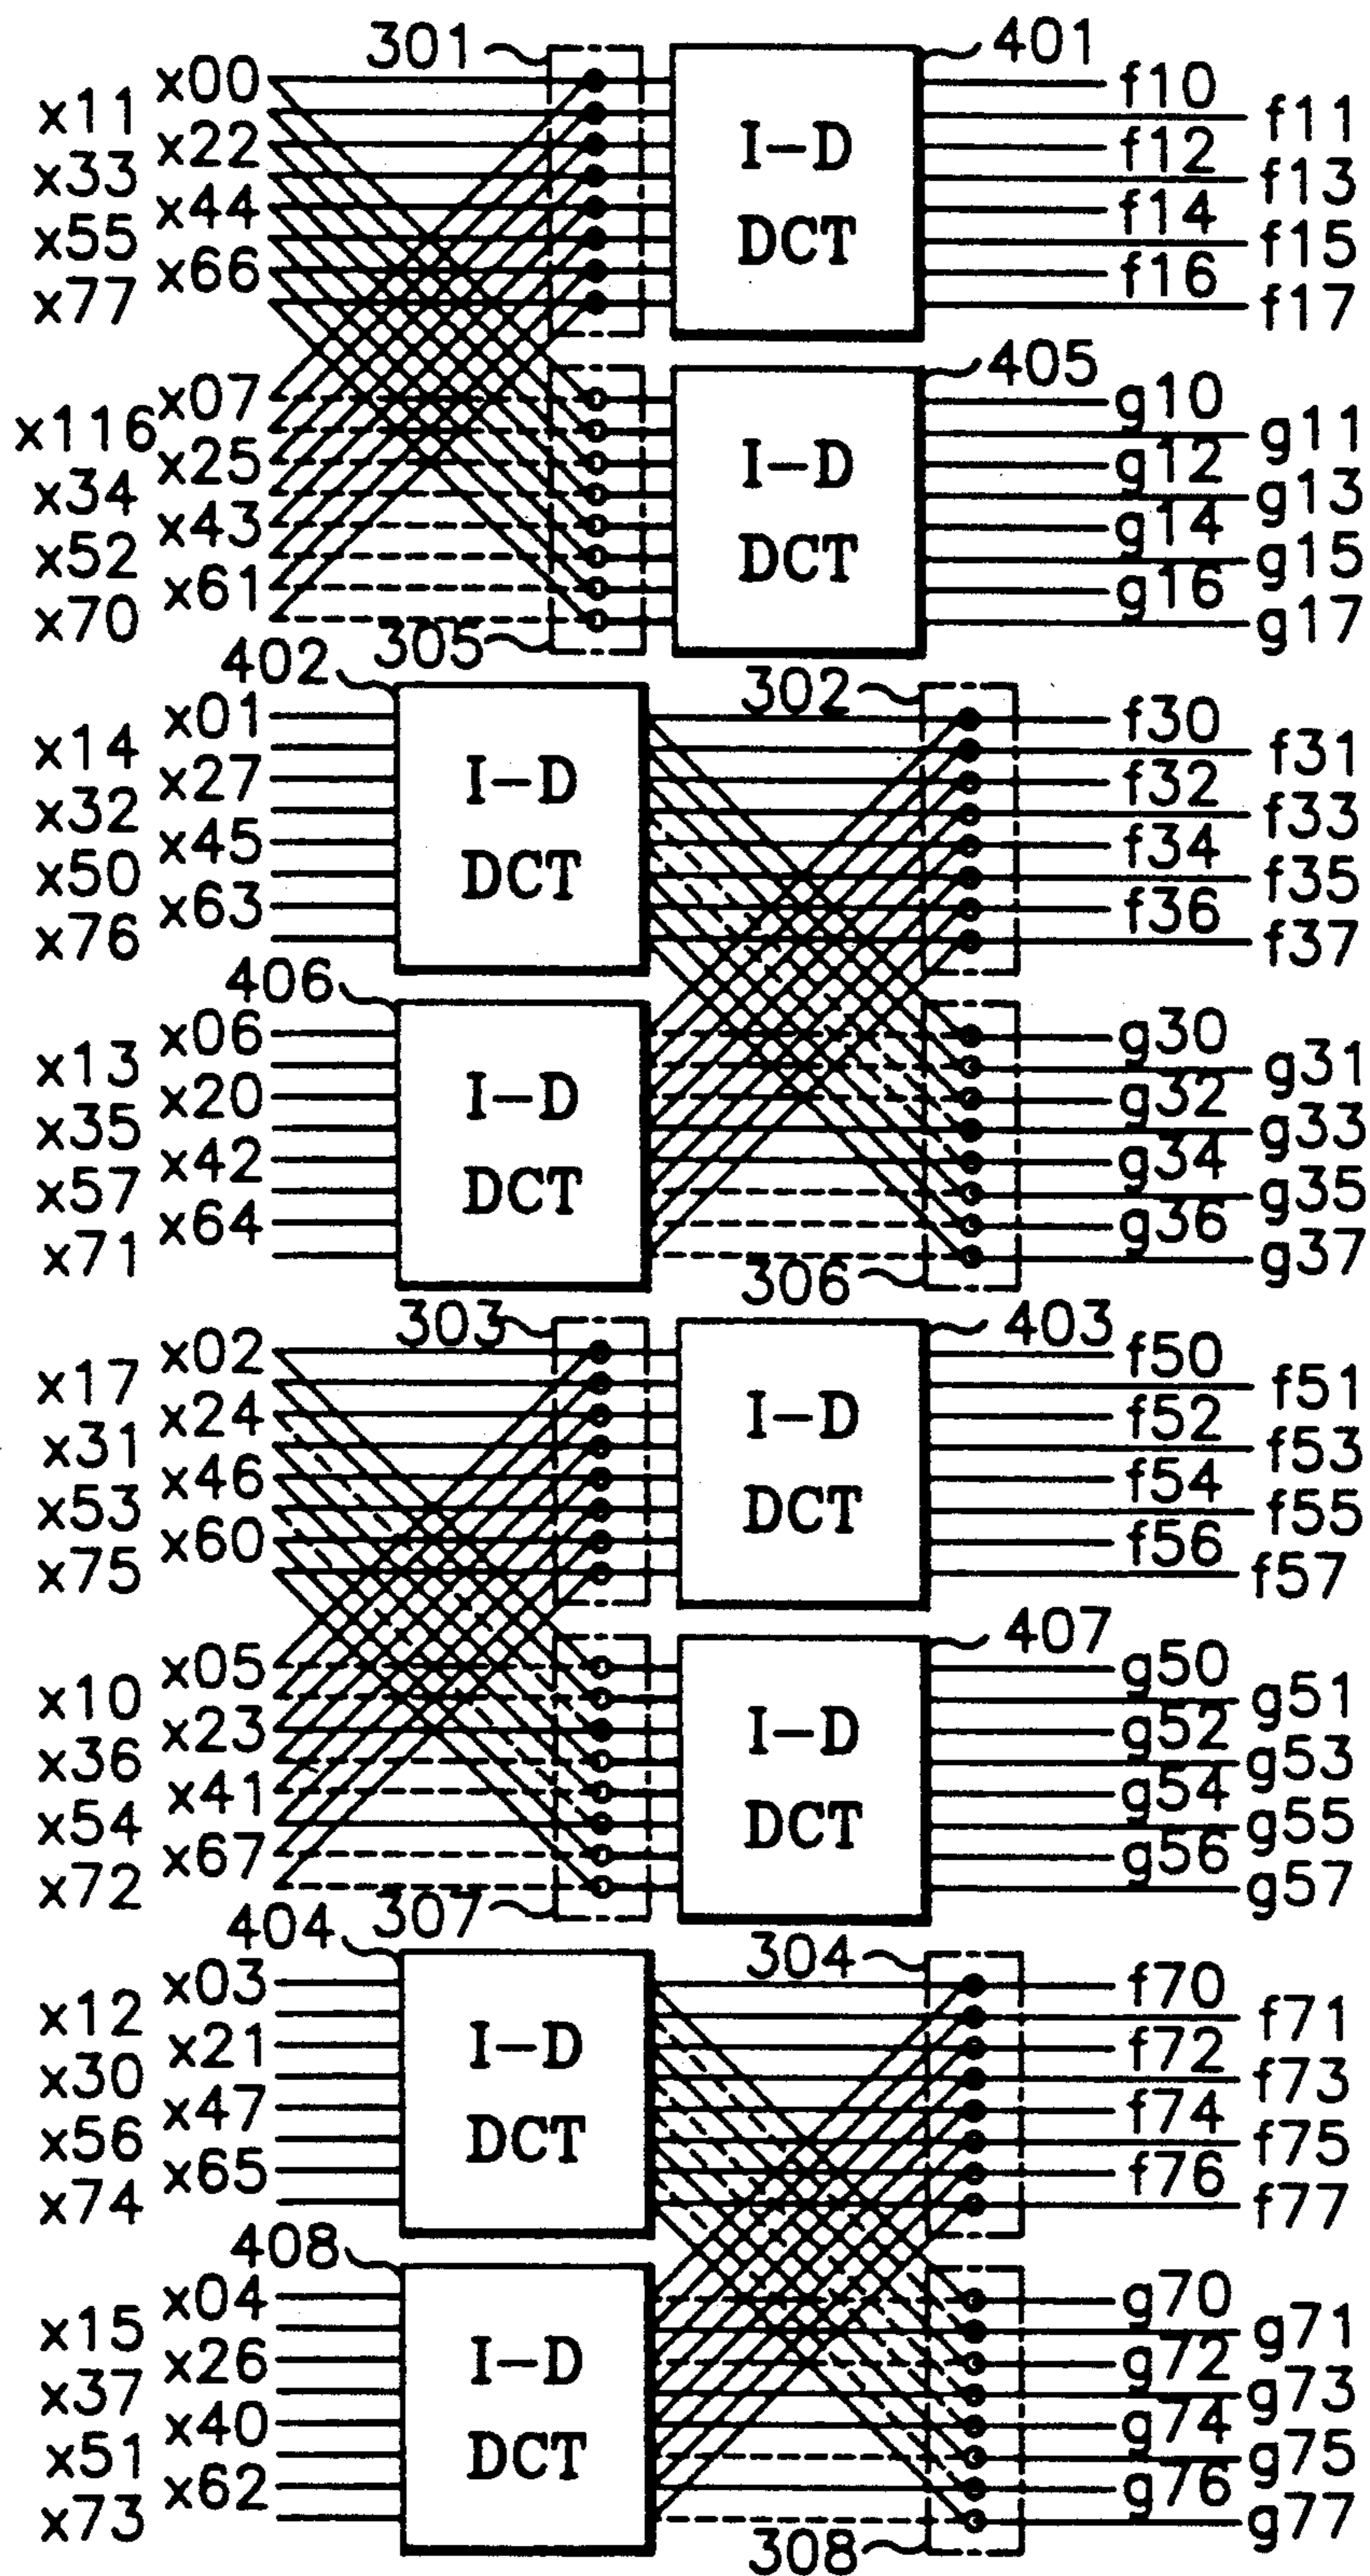 301 401
x00 f10
x11 f11
x22 I-D f12
x33 f13
x44 f14
x55 DCT f15
x66 f16
x77 f17
405
x07 g10
x116 g11
x25 I-D g12
x34 g13
x43 g14
x52 DCT g15
x61 g16
x70 g17
305
402 302
x01 f30
x14 f31
x27 I-D f32
x32 f33
x45 f34
x50 DCT f35
x63 f36
x76 f37
406
x06 g30
x13 g31
x20 I-D g32
x35 g33
x42 g34
x57 DCT g35
x64 g36
x71 g37
306
303 403
x02 f50
x17 f51
x24 I-D f52
x31 f53
x46 f54
x53 DCT f55
x60 f56
x75 f57
407
x05 g50
x10 g51
x23 I-D g52
x36 g53
x41 g54
x54 DCT g55
x67 g56
x72 g57
307
404 304
x03 f70
x12 f71
x21 I-D f72
x30 f73
x47 f74
x56 DCT f75
x65 f76
x74 f77
408
x04 g70
x15 g71
x26 I-D g72
x37 g73
x40 g74
x51 DCT g75
x62 g76
x73 g77
308